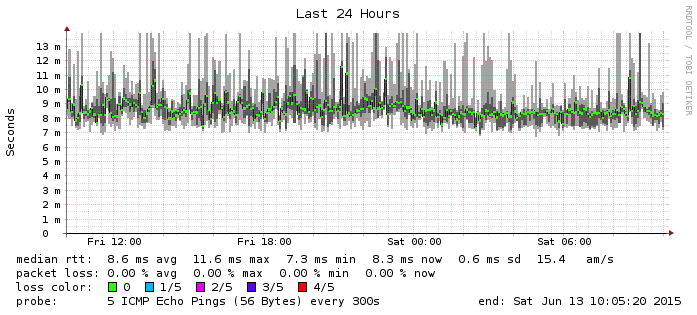 Last 24 Hours
RRDTOOL / TOBI OETIKER
Seconds
13 m
12 m
11 m
10 m
9 m
8 m
7 m
6 m
5 m
4 m
3 m
2 m
1 m
0
Fri 12:00 Fri 18:00 Sat 00:00 Sat 06:00
median rtt: 8.6 ms avg 11.6 ms max 7.3 ms min 8.3 ms now 0.6 ms sd 15.4 am/s
packet loss: 0.00 % avg 0.00 % max 0.00 % min 0.00 % now
loss color: 0 1/5 2/5 3/5 4/5
probe: 5 ICMP Echo Pings (56 Bytes) every 300s end: Sat Jun 13 10:05:20 2015